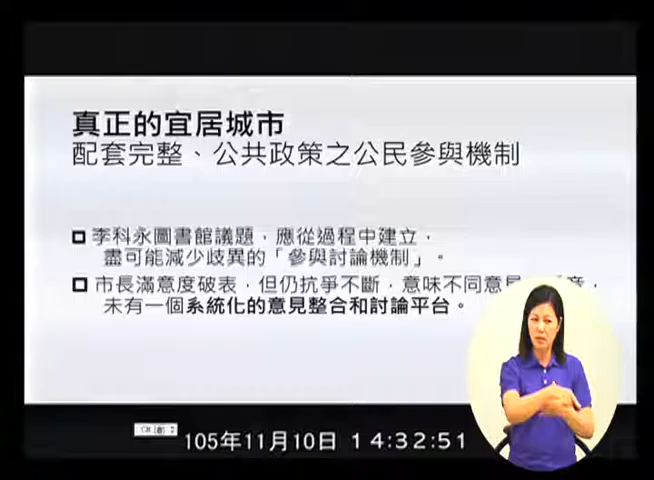 真正的宜居城市
配套完整、公共政策之公民參與機制
李科永圖書館議題，應從過程中建立，
盡可能減少歧異的「參與討論機制」。
市長滿意度破表，但仍抗爭不斷，意味不同意見
未有一個系統化的意見整合和討論平台。
CH
105年11月10日 14:32:51